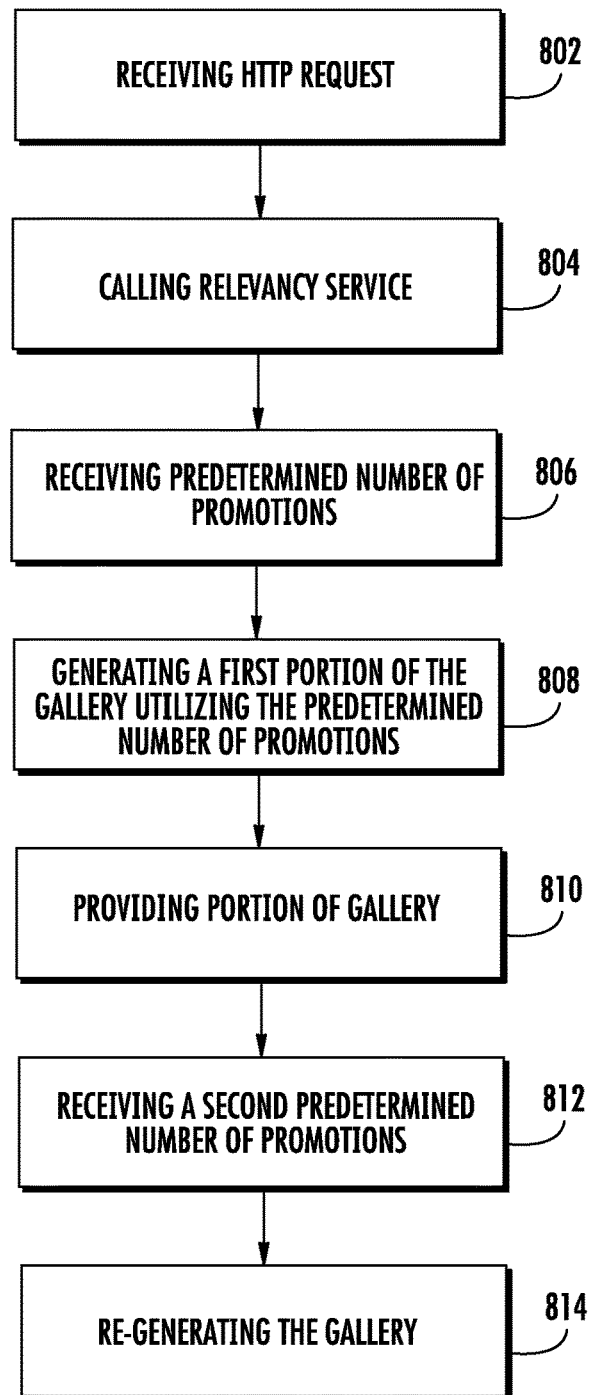 RECEIVING HTTP REQUEST
802
CALLING RELEVANCY SERVICE
804
RECEIVING PREDETERMINED NUMBER OF
PROMOTIONS
806
GENERATING A FIRST PORTION OF THE
GALLERY UTILIZING THE PREDETERMINED
NUMBER OF PROMOTIONS
808
PROVIDING PORTION OF GALLERY
810
RECEIVING A SECOND PREDETERMINED
NUMBER OF PROMOTIONS
812
RE-GENERATING THE GALLERY
814